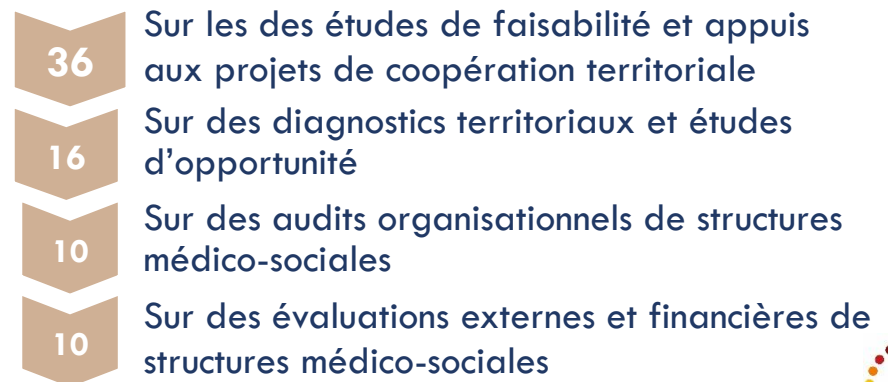 36
Sur les des études de faisabilité et appuis
aux projets de coopération territoriale
16
Sur des diagnostics territoriaux et études
d’opportunité
10
Sur des audits organisationnels de structures
médico-sociales
10
Sur des évaluations externes et financières de
structures médico-sociales